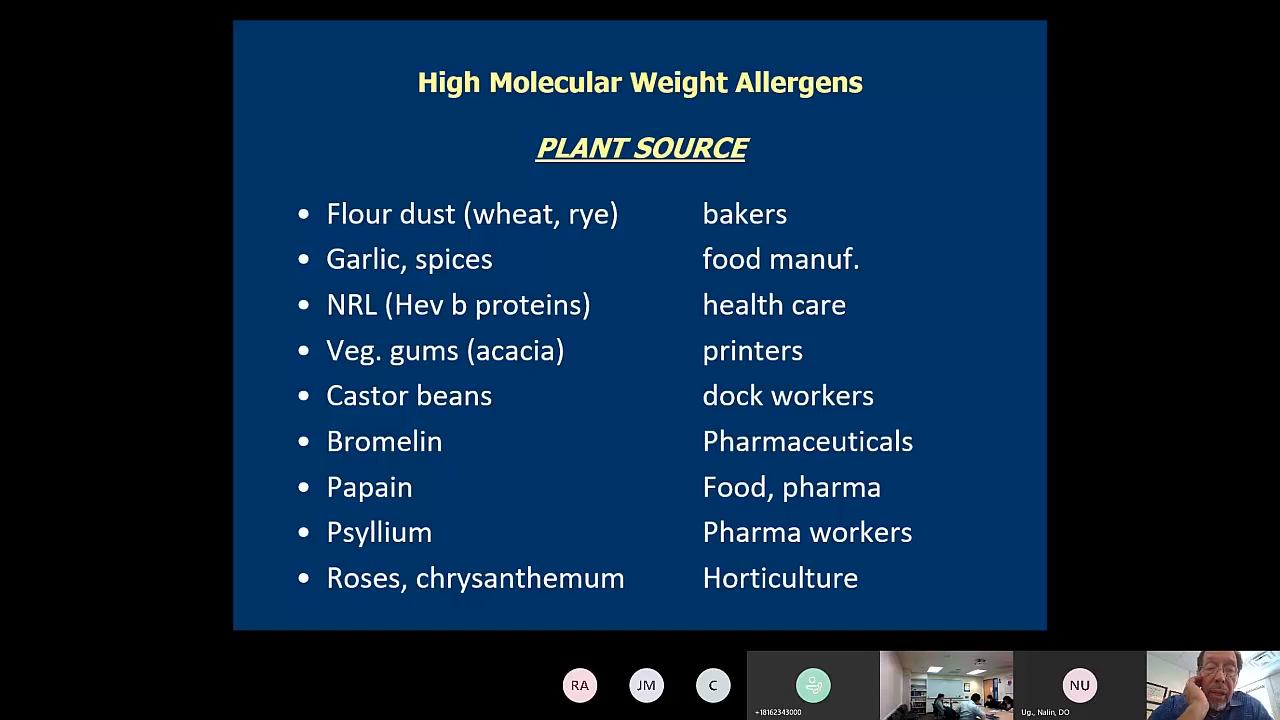 High Molecular Weight Allergens
PLANT SOURCE
• Flour dust (wheat, rye) bakers
• Garlic, spices food manuf.
• NRL (Hev b proteins) health care
• Veg. gums (acacia) printers
• Castor beans dock workers
• Bromelin Pharmaceuticals
• Papain Food, pharma
• Psyllium Pharma workers
• Roses, chrysanthemum Horticulture
RA JM C NU
+18162343000 Ug., Nalin, DO